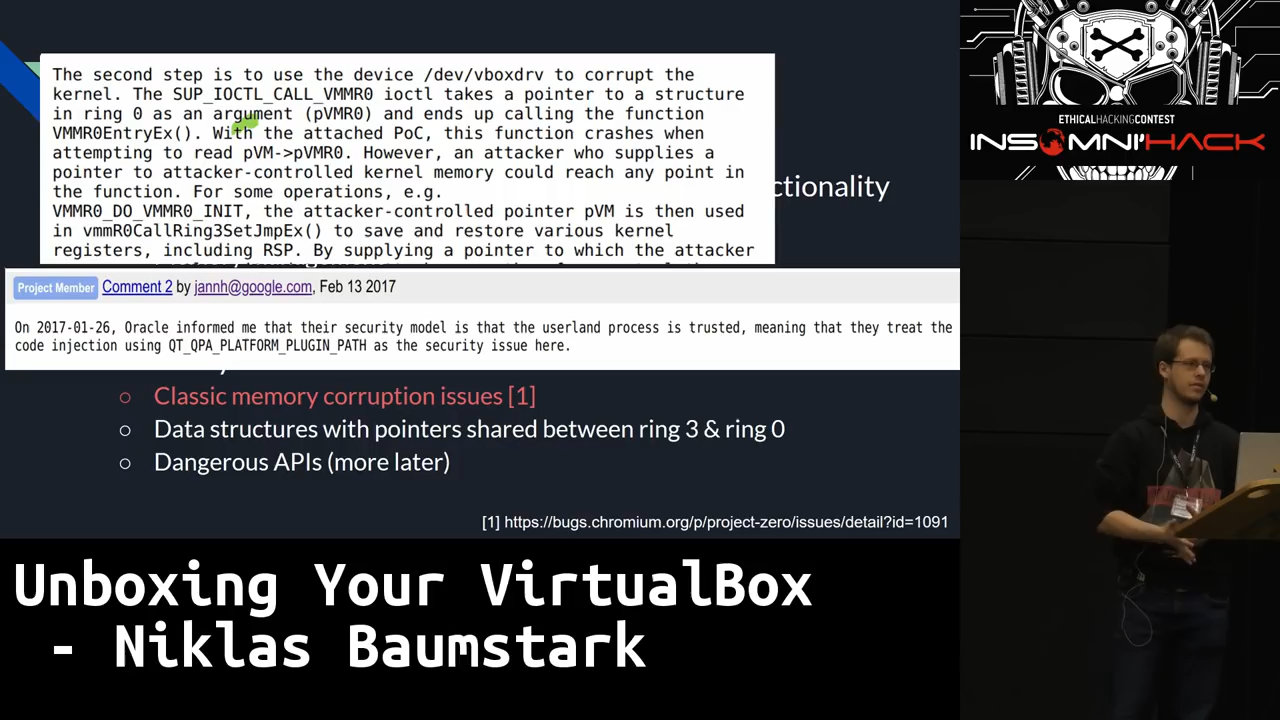 The second step is to use the device /dev/vboxdrv to corrupt the
kernel. The SUP_IOCTL_CALL_VMMR0 ioctl takes a pointer to a structure
in ring 0 as an argument (pVMR0) and ends up calling the function
VMMR0EntryEx(). With the attached PoC, this function crashes when
attempting to read pVM->pVMR0. However, an attacker who supplies a
pointer to attacker-controlled kernel memory could reach any point in
the function. For some operations, e.g.
VMMR0_DO_VMMR0_INIT, the attacker-controlled pointer pVM is then used
in vmmR0CallRing3SetJmpEx() to save and restore various kernel
registers, including RSP. By supplying a pointer to which the attacker
ctionality
Project Member Comment 2 by jannh@google.com, Feb 13 2017
On 2017-01-26, Oracle informed me that their security model is that the userland process is trusted, meaning that they treat the
code injection using QT_QPA_PLATFORM_PLUGIN_PATH as the security issue here.
○ Classic memory corruption issues [1]
○ Data structures with pointers shared between ring 3 & ring 0
○ Dangerous APIs (more later)
[1] https://bugs.chromium.org/p/project-zero/issues/detail?id=1091
Unboxing Your VirtualBox
- Niklas Baumstark
ETHICALHACKINGCONTEST
INSOMNI'HACK